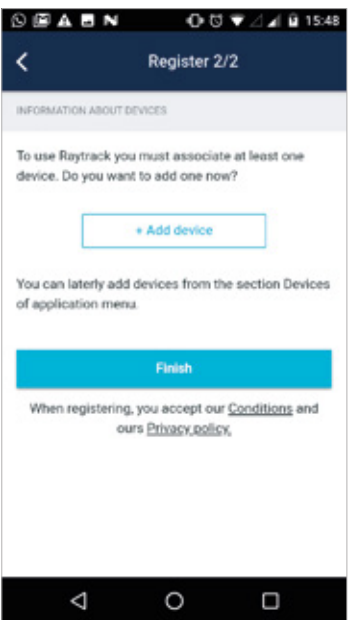 15:48
Register 2/2
INFORMATION ABOUT DEVICES
To use Raytrack you must associate at least one
device. Do you want to add one now?
+ Add device
You can laterly add devices from the section Devices
of application menu.
Finish
When registering, you accept our Conditions and
ours Privacy policy.